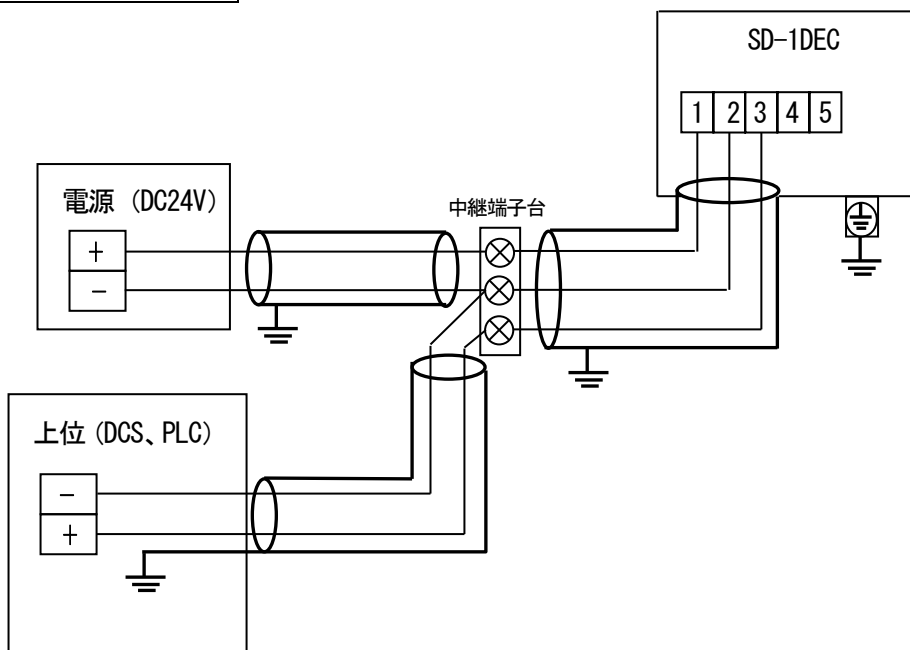 SD-1DEC
1 2 3 4 5
電源 (DC24V)
+
-
中継端子台
上位 (DCS、PLC)
-
+